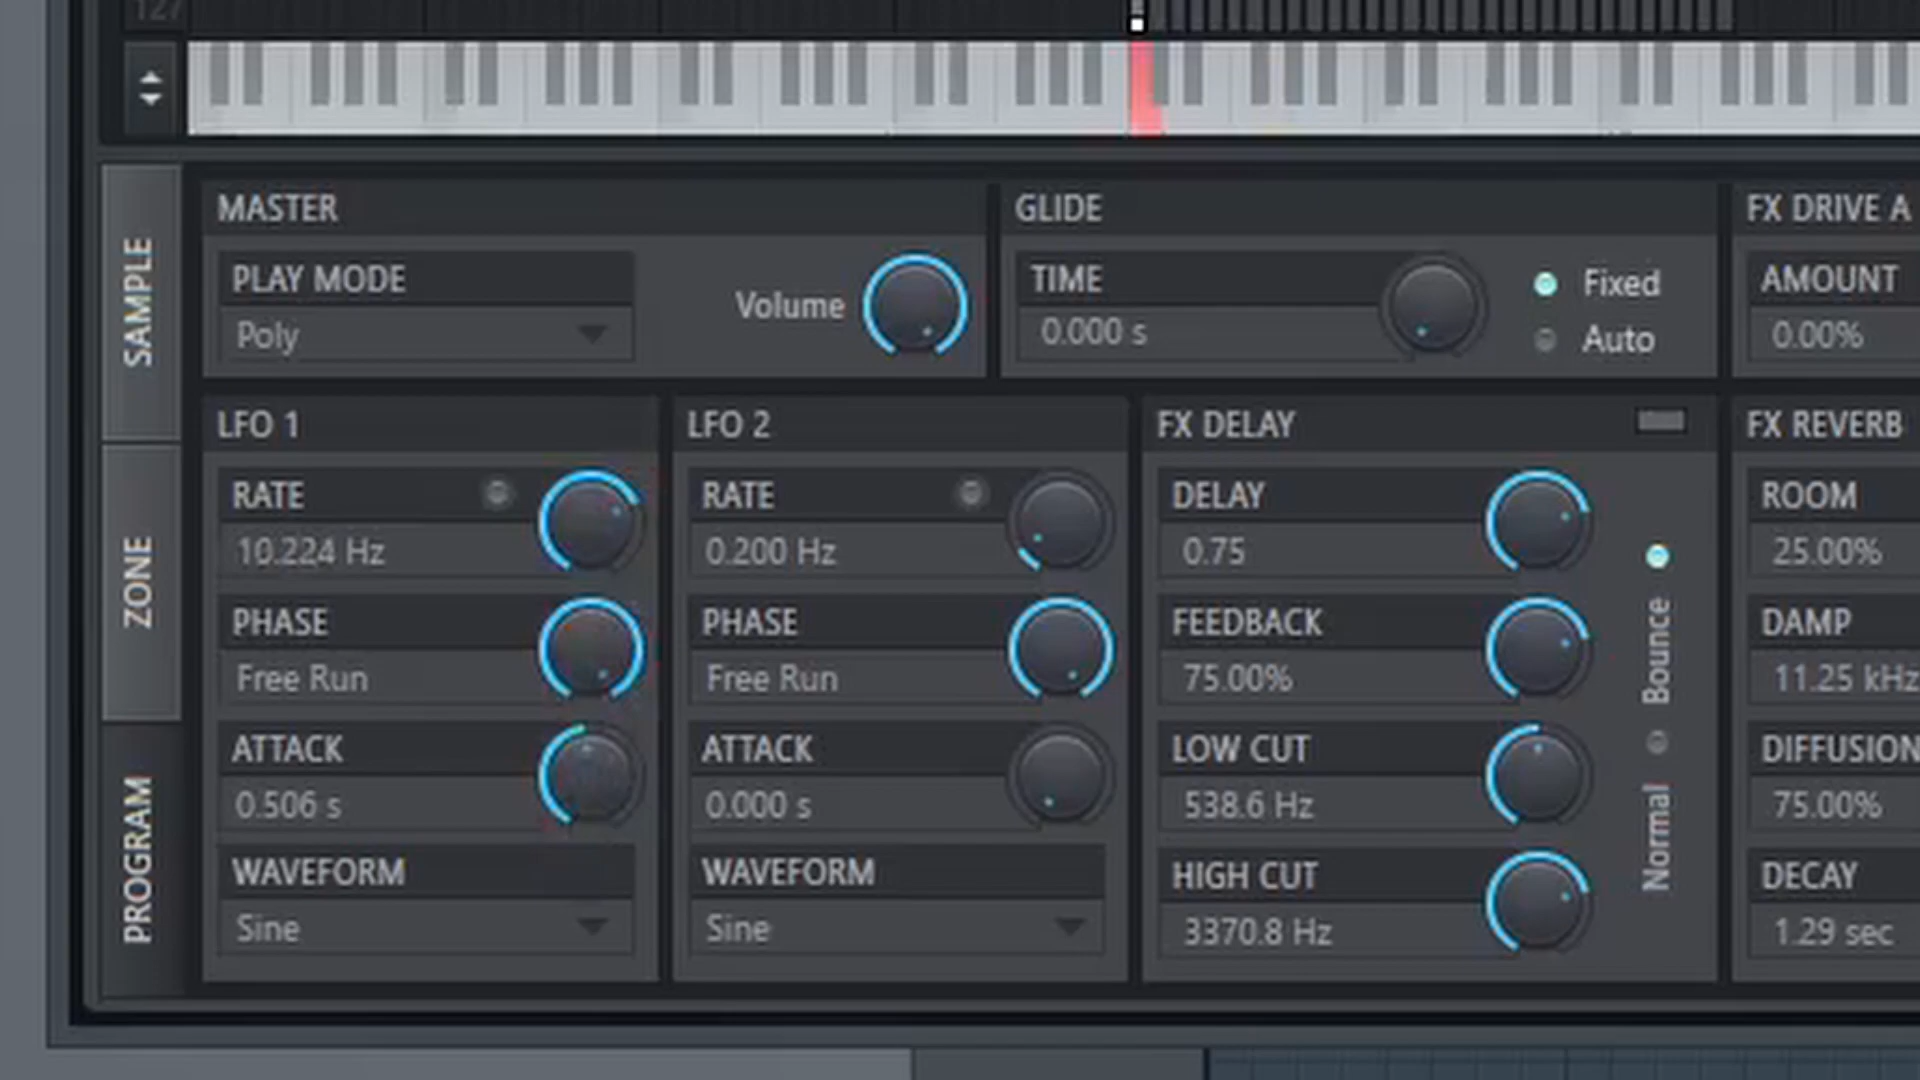 127
MASTER
GLIDE
FX DRIVE A
PLAY MODE
Poly
Volume
TIME
0.000 s
Fixed
Auto
AMOUNT
0.00%
SAMPLE
ZONE
PROGRAM
LFO 1
RATE
10.224 Hz
PHASE
Free Run
ATTACK
0.506 s
WAVEFORM
Sine
LFO 2
RATE
0.200 Hz
PHASE
Free Run
ATTACK
0.000 s
WAVEFORM
Sine
FX DELAY
DELAY
0.75
FEEDBACK
75.00%
LOW CUT
538.6 Hz
HIGH CUT
3370.8 Hz
Bounce
Normal
FX REVERB
ROOM
25.00%
DAMP
11.25 kHz
DIFFUSION
75.00%
DECAY
1.29 sec